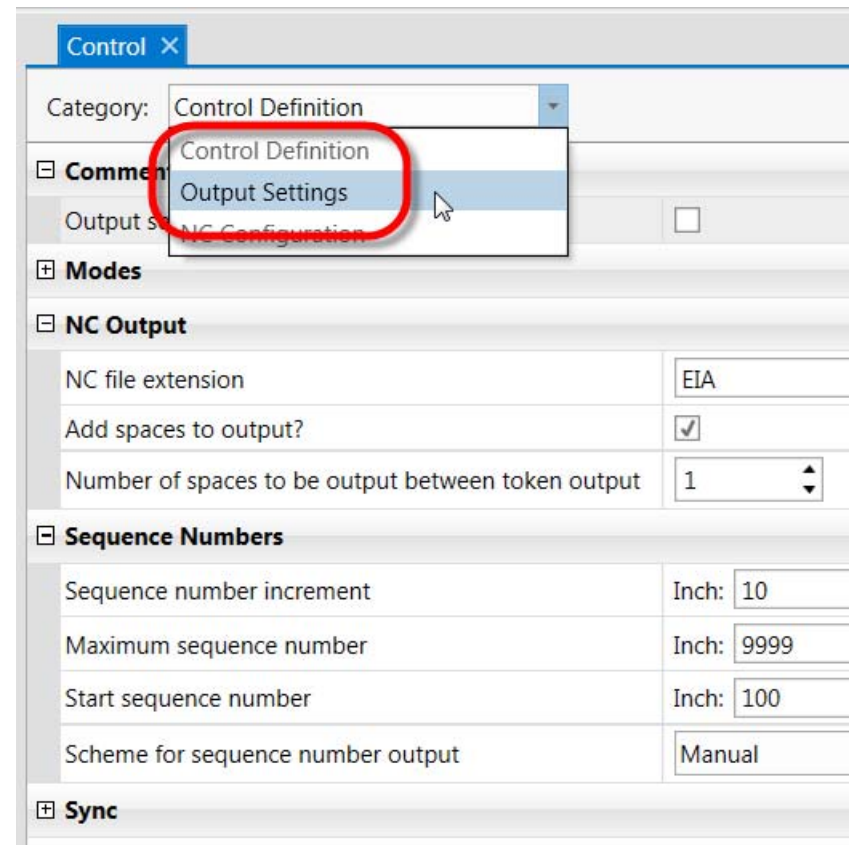 Control
Category: Control Definition
Control Definition
Output Settings
NC Configuration
Output
Modes
NC Output
NC file extension EIA
Add spaces to output?
Number of spaces to be output between token output 1
Sequence Numbers
Sequence number increment Inch: 10
Maximum sequence number Inch: 9999
Start sequence number Inch: 100
Scheme for sequence number output Manual
Sync